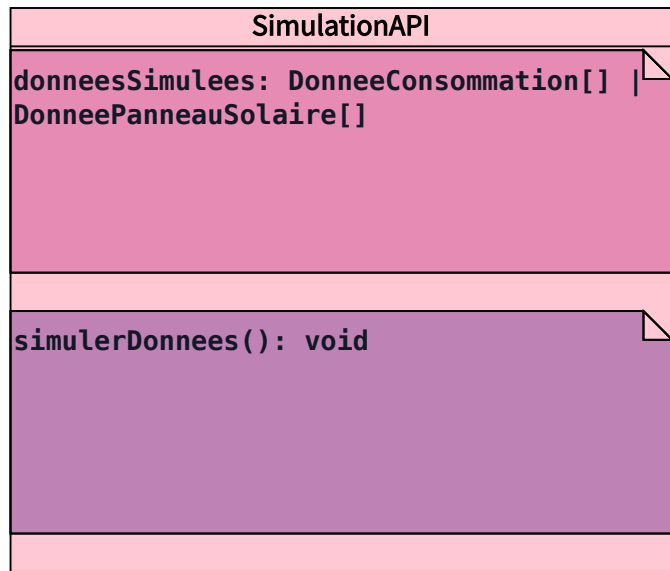 SimulationAPI
donneesSimulees: DonneeConsommation[] |
DonneePanneauSolaire[]
simulerDonnees(): void